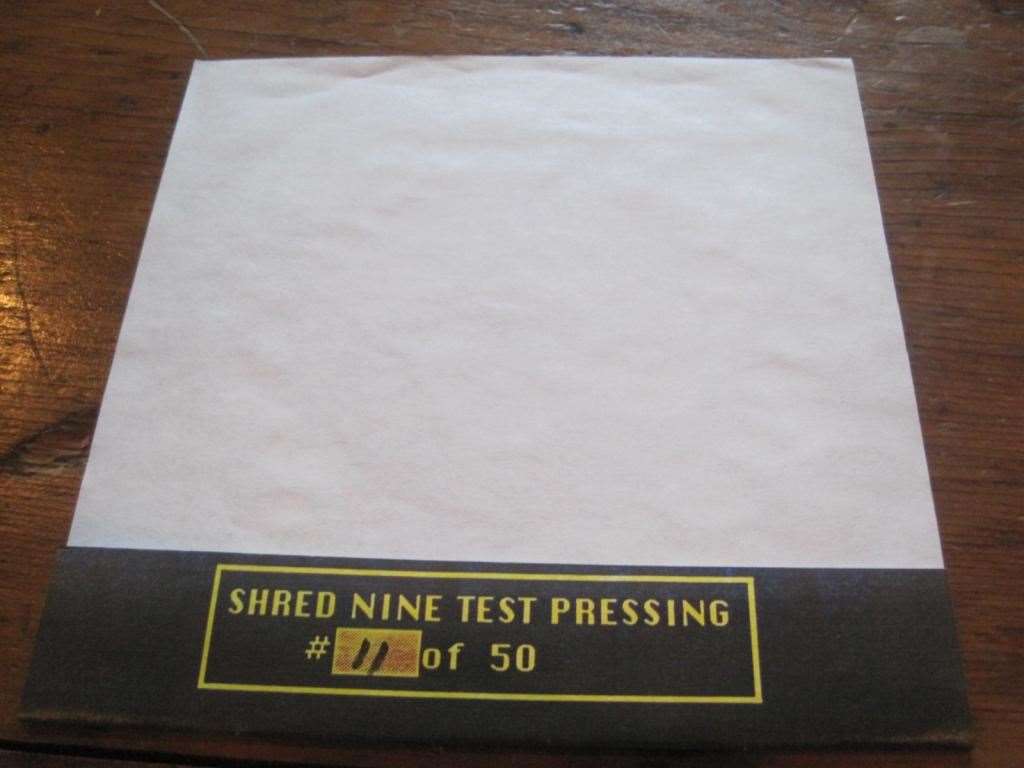 SHRED NINE TEST PRESSING
# 11 of 50